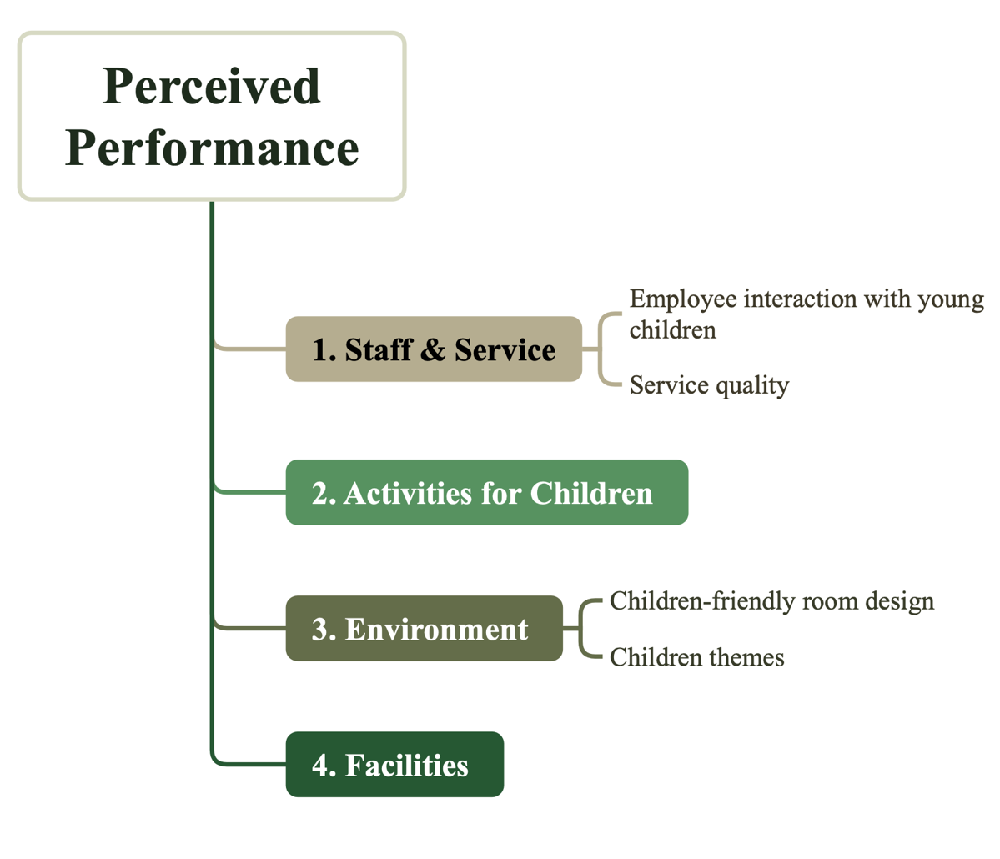 Perceived
Performance
Employee interaction with young
children
1. Staff & Service
Service quality
2. Activities for Children
Children-friendly room design
3. Environment
Children themes
4. Facilities